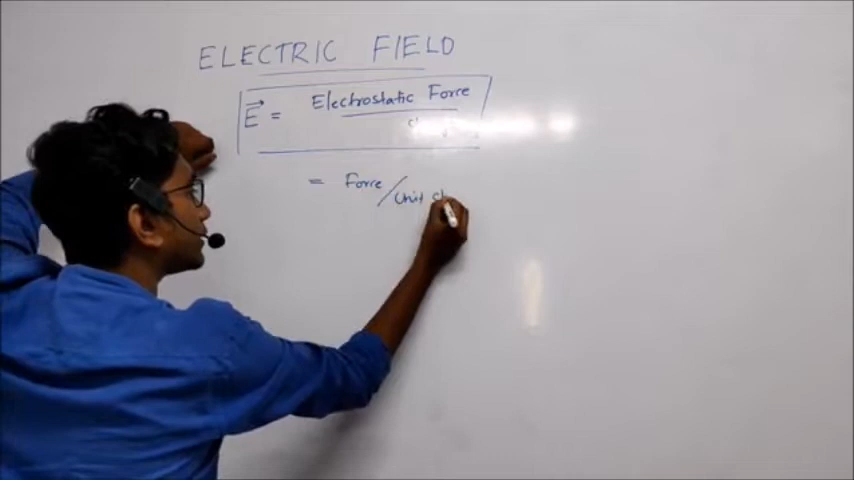 ELECTRIC FIELD
E = Electrostatic Force
= Force / Unit